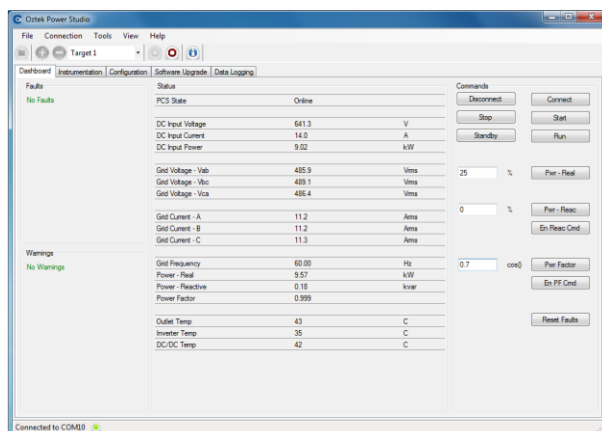 Oztek Power Studio
File Connection Tools View Help
Target 1
Dashboard Instrumentation Configuration Software Upgrade Data Logging
Faults
No Faults
Warnings
No Warnings
Status
PCS State Online
DC Input Voltage 641.3 V
DC Input Current 14.0 A
DC Input Power 9.02 kW
Grid Voltage - Vab 485.9 Vrms
Grid Voltage - Vbc 489.1 Vrms
Grid Voltage - Vca 486.4 Vrms
Grid Current - A 11.2 Arms
Grid Current - B 11.2 Arms
Grid Current - C 11.3 Arms
Grid Frequency 60.00 Hz
Power - Real 9.57 kW
Power - Reactive 0.18 kvar
Power Factor 0.999
Outlet Temp 43 C
Inverter Temp 35 C
DC/DC Temp 42 C
Commands
Disconnect Connect
Stop Start
Standby Run
25 % Pwr - Real
0 % Pwr - Reac
En Reac Cmd
0.7 cos() Pwr Factor
En PF Cmd
Reset Faults
Connected to COM10